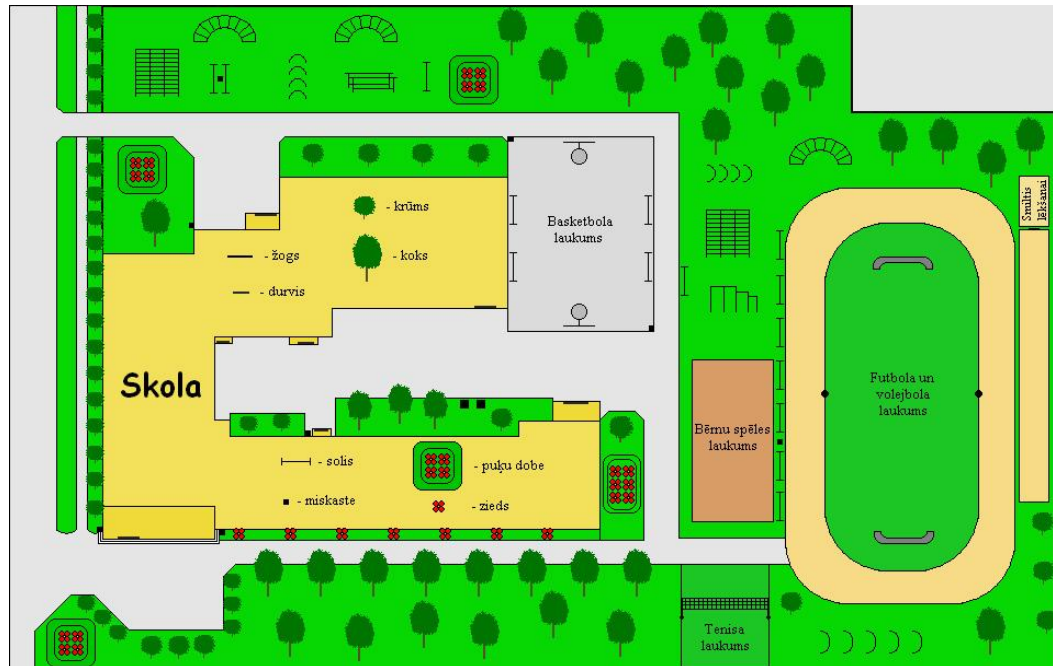 - krūms
Basketbola
laukums
- žogs
- koks
- durvis
Smiltis
lēkšanai
Skola
Futbola un
volejbola
laukums
Bērnu spēles
laukums
- solis
- puķu dobe
- miskaste
- zieds
Tenisa
laukums